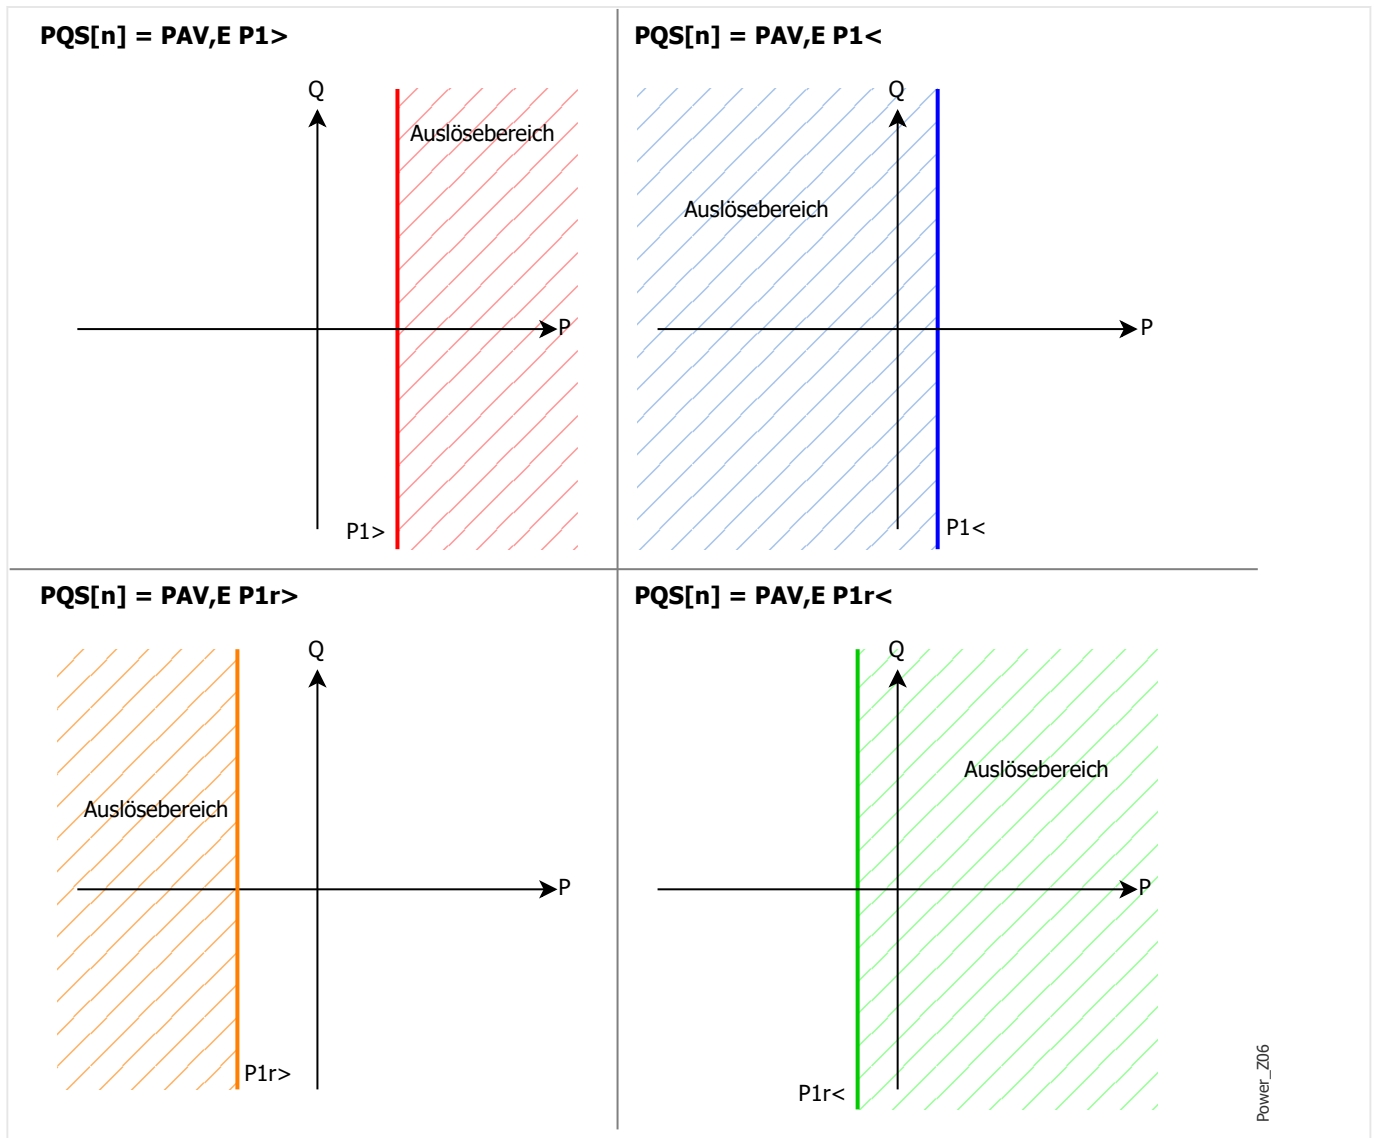 PQS[n] = PAV,E P1>
Q
Auslösebereich
P
P1>
PQS[n] = PAV,E P1<
Q
Auslösebereich
P
P1<
PQS[n] = PAV,E P1r>
Q
Auslösebereich
P
P1r>
PQS[n] = PAV,E P1r<
Q
Auslösebereich
P
P1r<
Power_Z06